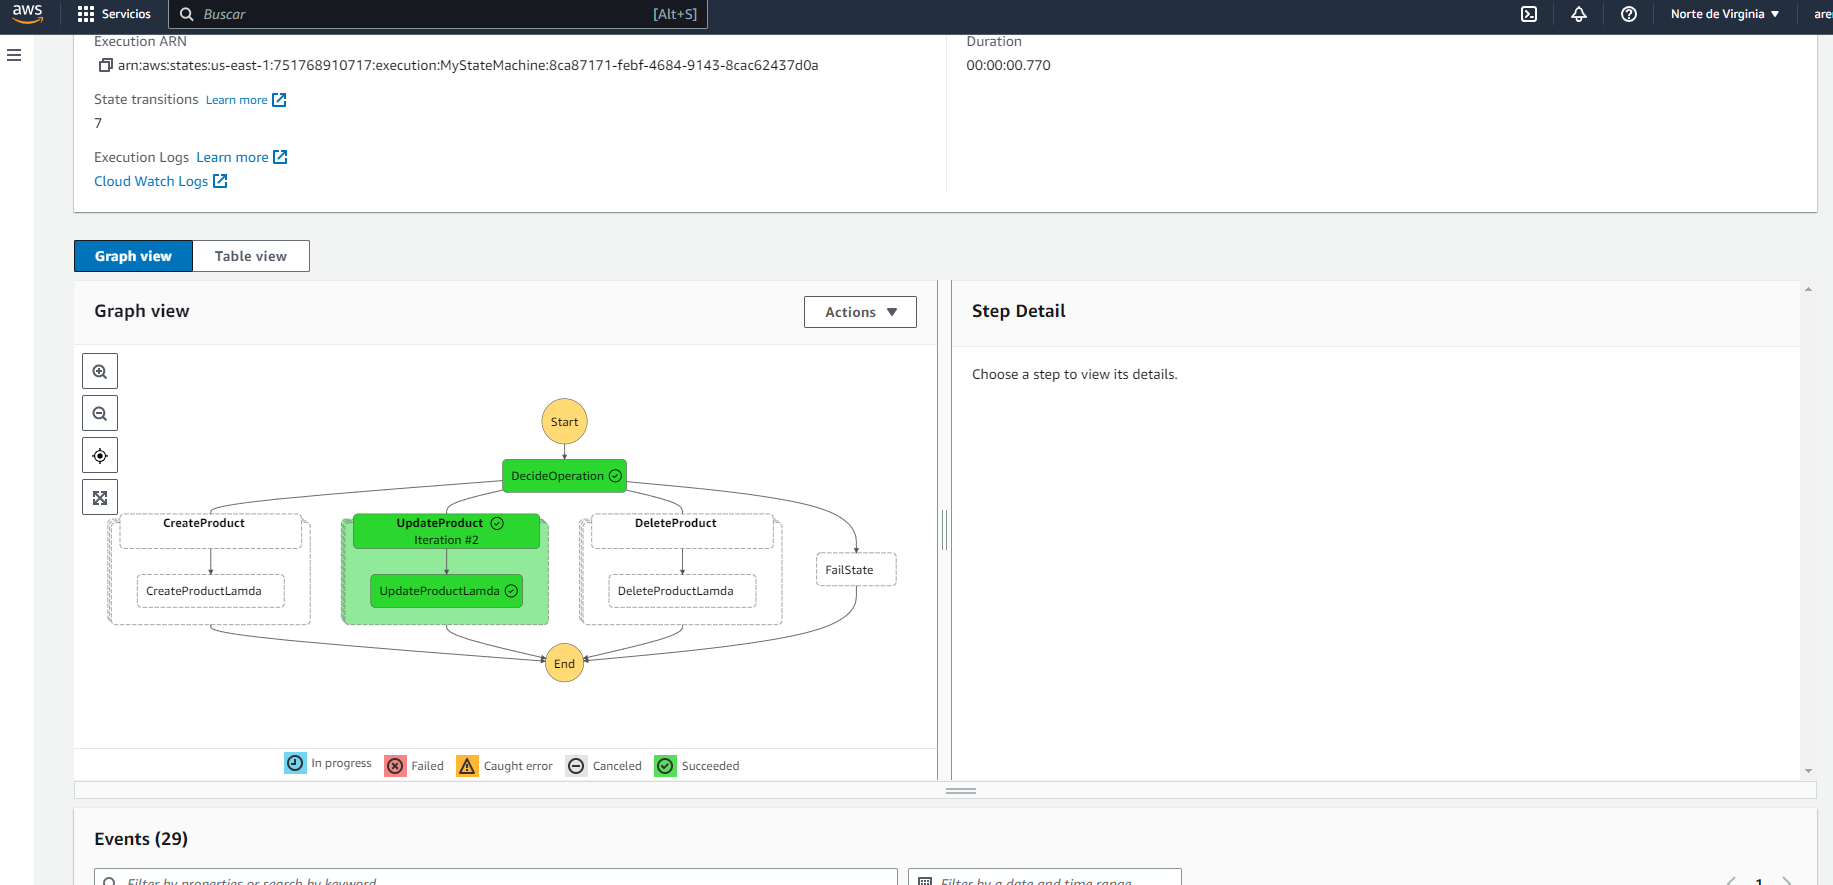 aws
Servicios
Buscar
[Alt+S]
Norte de Virginia
are
Execution ARN
arn:aws:states:us-east-1:751768910717:execution:MyStateMachine:8ca87171-febf-4684-9143-8cac62437d0a
Duration
00:00:00.770
State transitions Learn more
7
Execution Logs Learn more
Cloud Watch Logs
Graph view
Table view
Graph view
Actions
Step Detail
Choose a step to view its details.
Start
DecideOperation
CreateProduct
UpdateProduct
Iteration #2
DeleteProduct
FailState
CreateProductLamda
UpdateProductLamda
DeleteProductLamda
End
In progress
Failed
Caught error
Canceled
Succeeded
Events (29)
Filter by properties or search by keyword
Filter by a date and time range
1